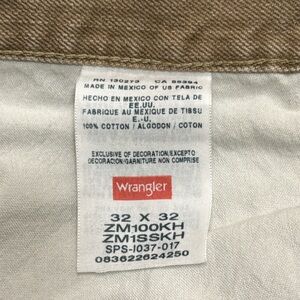 RN 130273 CA 55394
MADE IN MEXICO OF US FABRIC
HECHO EN MEXICO CON TELA DE
EE.UU.
FABRIQUE AU MEXIQUE DE TISSU
E.-U.
100% COTTON / ALGODON / COTON
EXCLUSIVE OF DECORATION/EXCEPTO
DECORACION/GARNITURE NON COMPRISE
Wrangler
32 X 32
ZM100KH
ZM1SSKH
SPS-I037-017
083622624250